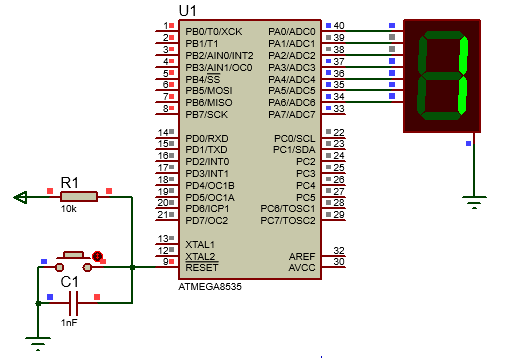 U1
1 PB0/T0/XCK PA0/ADC0 40
2 PB1/T1 PA1/ADC1 39
3 PB2/AIN0/INT2 PA2/ADC2 38
4 PB3/AIN1/OC0 PA3/ADC3 37
5 PB4/SS PA4/ADC4 36
6 PB5/MOSI PA5/ADC5 35
7 PB6/MISO PA6/ADC6 34
8 PB7/SCK PA7/ADC7 33
14 PD0/RXD PC0/SCL 22
15 PD1/TXD PC1/SDA 23
16 PD2/INT0 PC2 24
17 PD3/INT1 PC3 25
18 PD4/OC1B PC4 26
19 PD5/OC1A PC5 27
20 PD6/ICP1 PC6/TOSC1 28
21 PD7/OC2 PC7/TOSC2 29
13 XTAL1
12 XTAL2 AREF 32
9 RESET AVCC 30
ATMEGA8535
R1
10k
C1
1nF